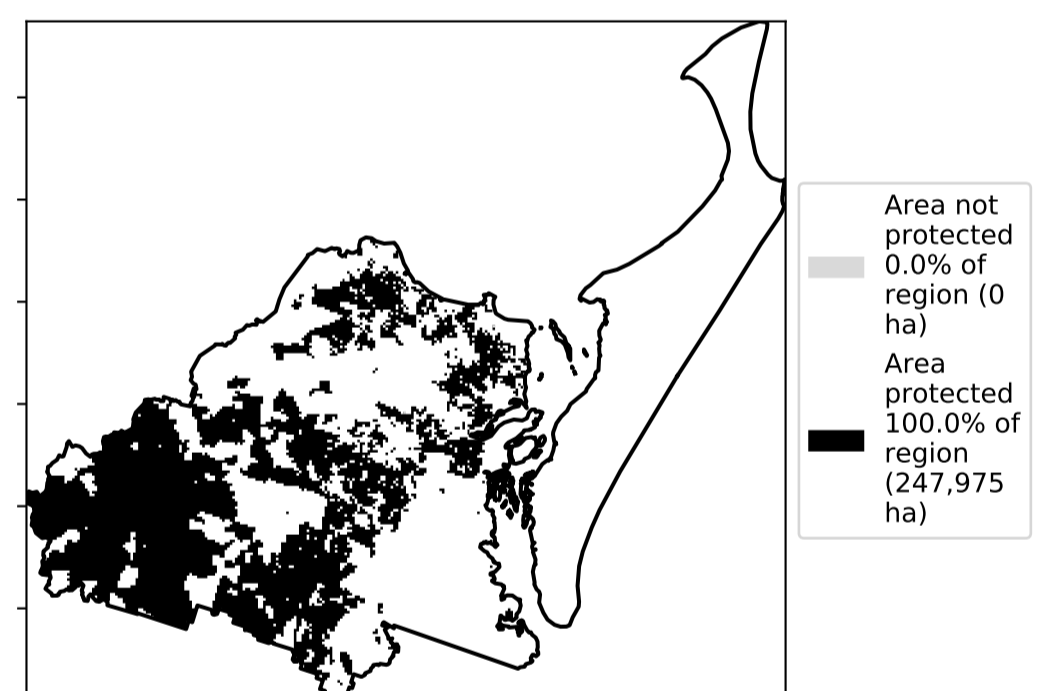 Area not
protected
0.0% of
region (0
ha)
Area
protected
100.0% of
region
(247,975
ha)